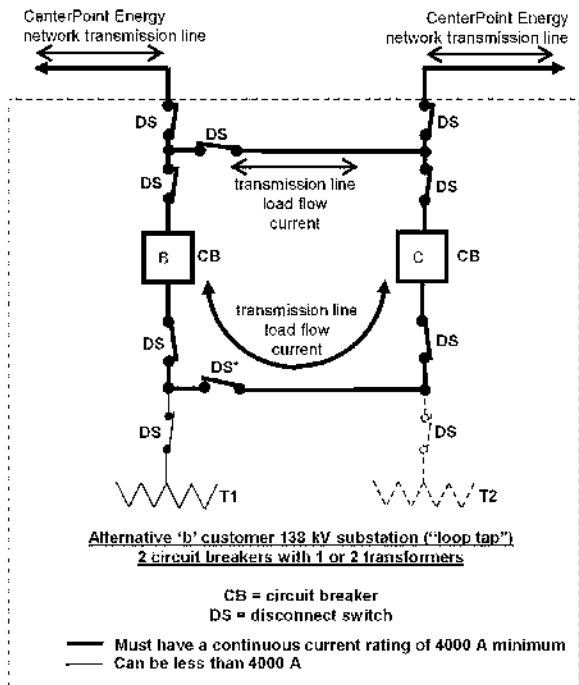 CenterPoint Energy
network transmission line
CenterPoint Energy
network transmission line
DS
DS
DS
DS
DS
transmission line
load flow
current
B
CB
C
CB
transmission line
load flow
current
DS
DS
DS*
DS
DS
T1
T2
Alternative 'b' customer 138 kV substation ("loop tap")
2 circuit breakers with 1 or 2 transformers
CB = circuit breaker
DS = disconnect switch
Must have a continuous current rating of 4000 A minimum
Can be less than 4000 A